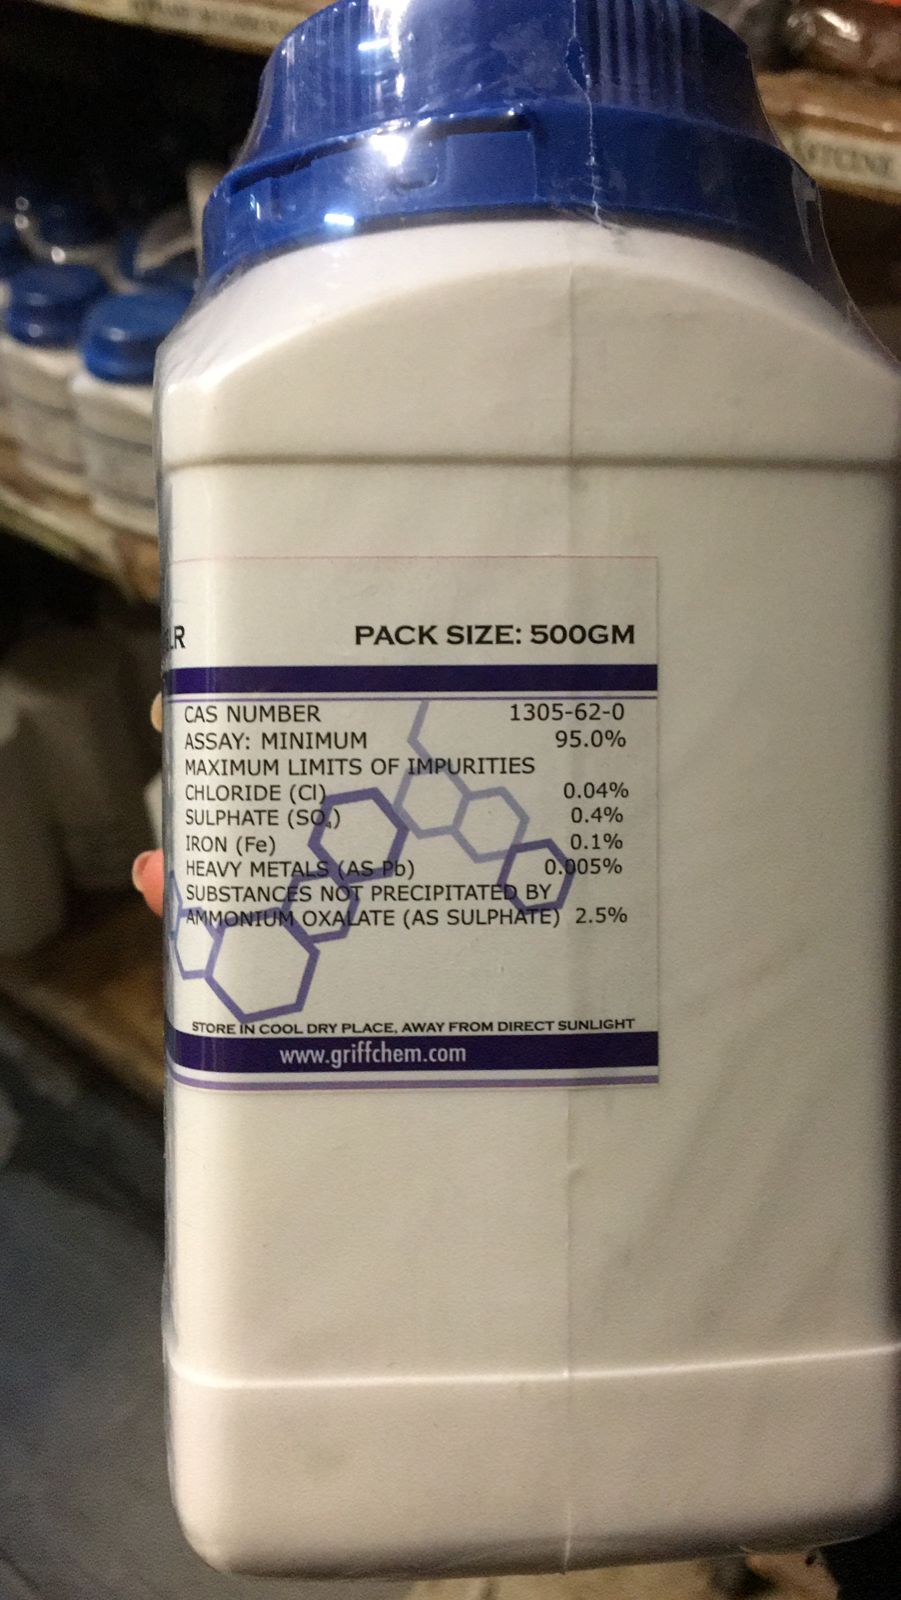 LR
PACK SIZE: 500GM
CAS NUMBER 1305-62-0
ASSAY: MINIMUM 95.0%
MAXIMUM LIMITS OF IMPURITIES
CHLORIDE (Cl) 0.04%
SULPHATE (SO₄) 0.4%
IRON (Fe) 0.1%
HEAVY METALS (AS Pb) 0.005%
SUBSTANCES NOT PRECIPITATED BY
AMMONIUM OXALATE (AS SULPHATE) 2.5%
STORE IN COOL DRY PLACE, AWAY FROM DIRECT SUNLIGHT
www.griffchem.com